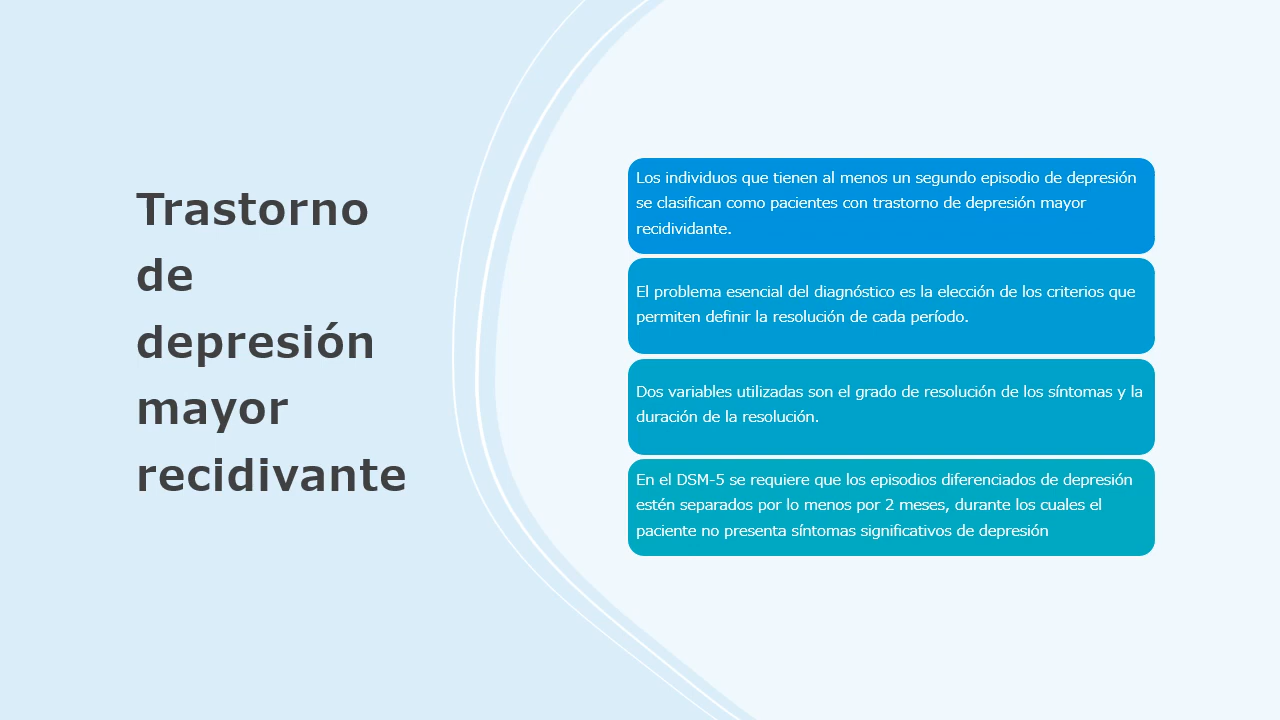 Trastorno
de
depresión
mayor
recidivante
Los individuos que tienen al menos un segundo episodio de depresión
se clasifican como pacientes con trastorno de depresión mayor
recidividante.
El problema esencial del diagnóstico es la elección de los criterios que
permiten definir la resolución de cada período.
Dos variables utilizadas son el grado de resolución de los síntomas y la
duración de la resolución.
En el DSM-5 se requiere que los episodios diferenciados de depresión
estén separados por lo menos por 2 meses, durante los cuales el
paciente no presenta síntomas significativos de depresión